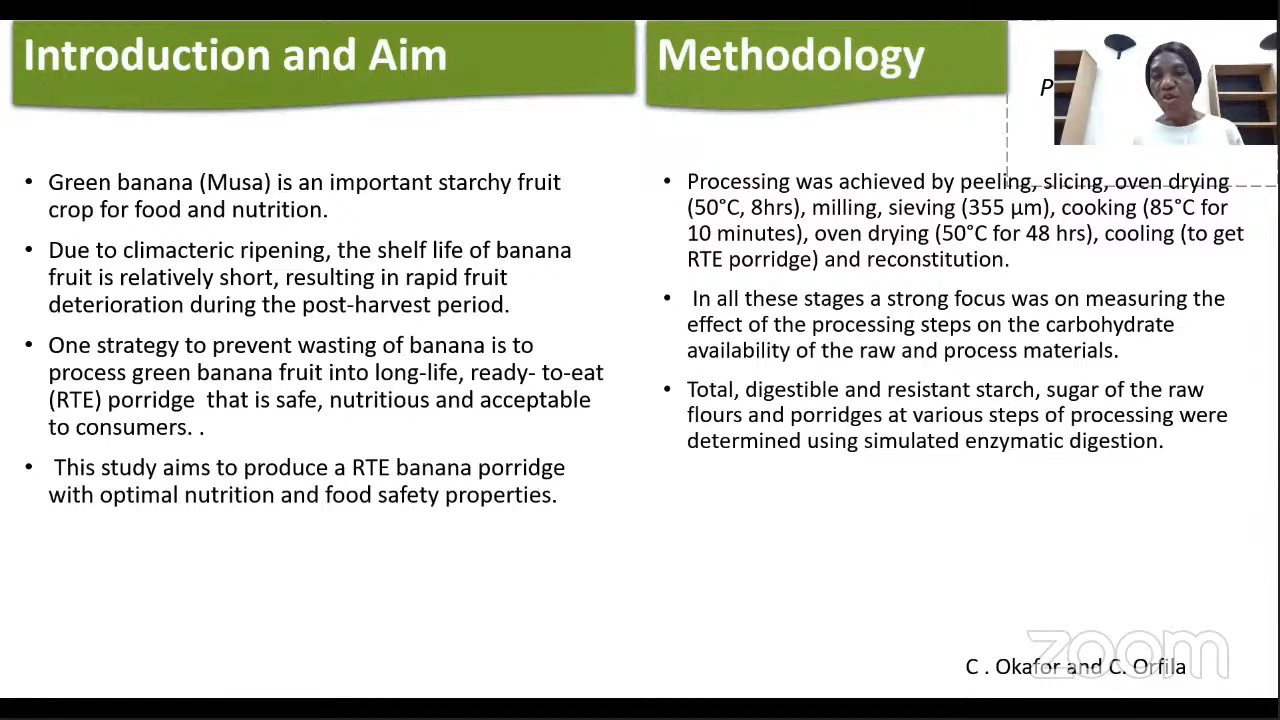 Introduction and Aim
• Green banana (Musa) is an important starchy fruit
crop for food and nutrition.
• Due to climacteric ripening, the shelf life of banana
fruit is relatively short, resulting in rapid fruit
deterioration during the post-harvest period.
• One strategy to prevent wasting of banana is to
process green banana fruit into long-life, ready- to-eat
(RTE) porridge  that is safe, nutritious and acceptable
to consumers. .
•  This study aims to produce a RTE banana porridge
with optimal nutrition and food safety properties.
Methodology
P
• Processing was achieved by peeling, slicing, oven drying
(50°C, 8hrs), milling, sieving (355 µm), cooking (85°C for
10 minutes), oven drying (50°C for 48 hrs), cooling (to get
RTE porridge) and reconstitution.
•  In all these stages a strong focus was on measuring the
effect of the processing steps on the carbohydrate
availability of the raw and process materials.
• Total, digestible and resistant starch, sugar of the raw
flours and porridges at various steps of processing were
determined using simulated enzymatic digestion.
zoom
C . Okafor and C. Orfila